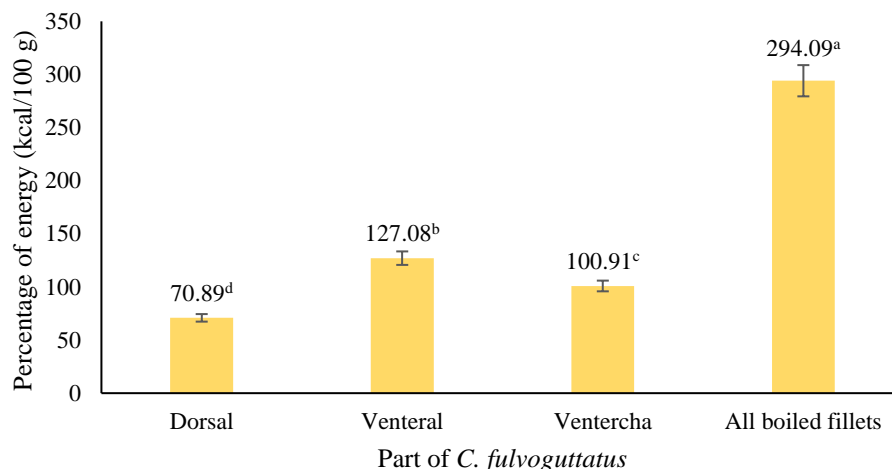 Percentage of energy (kcal/100 g)
350
300
250
200
150
100
50
0
70.89ᵈ
127.08ᵇ
100.91ᶜ
294.09ᵃ
Dorsal
Venteral
Ventercha
All boiled fillets
Part of C. fulvoguttatus